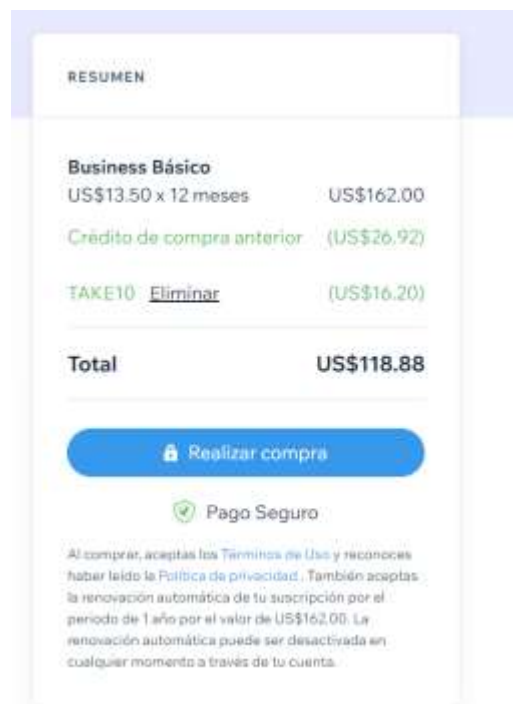 RESUMEN
Business Básico
US$13.50 x 12 meses US$162.00
Crédito de compra anterior (US$26.92)
TAKE10 Eliminar (US$16.20)
Total US$118.88
Realizar compra
Pago Seguro
Al comprar, aceptas los Términos de Uso y reconoces
haber leído la Política de privacidad . También aceptas
la renovación automática de tu suscripción por el
periodo de 1 año por el valor de US$162.00. La
renovación automática puede ser desactivada en
cualquier momento a través de tu cuenta.